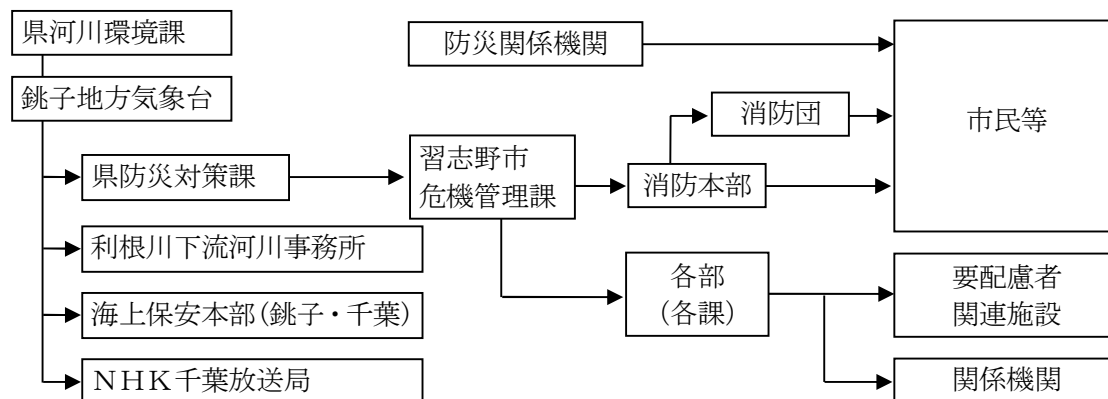 県河川環境課
防災関係機関
銚子地方気象台
消防団
市民等
県防災対策課
習志野市
危機管理課
消防本部
利根川下流河川事務所
各部
(各課)
要配慮者
関連施設
海上保安本部(銚子・千葉)
NHK千葉放送局
関係機関